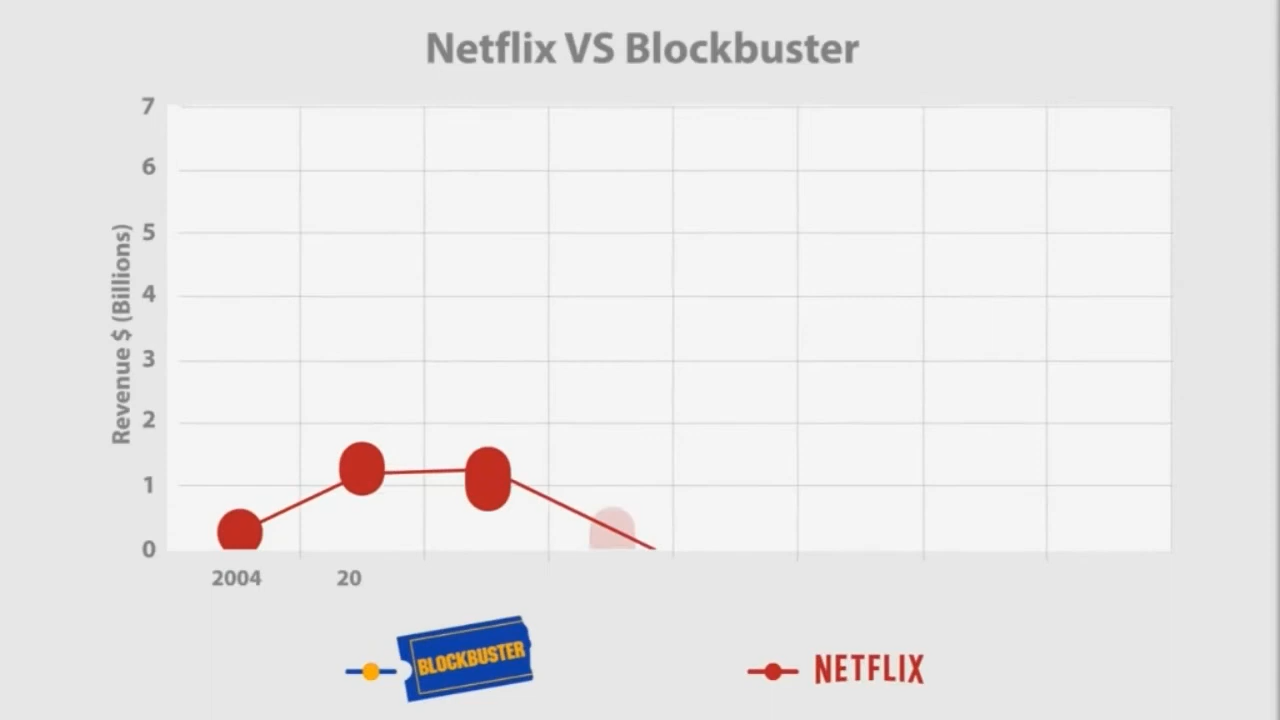 Netflix VS Blockbuster
7
6
5
4
3
2
1
0
Revenue $ (Billions)
2004 20
BLOCKBUSTER
NETFLIX